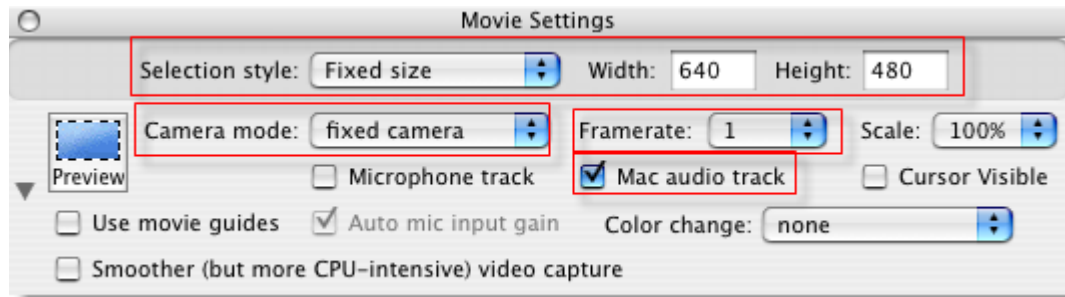 Movie Settings
Selection style: Fixed size Width: 640 Height: 480
Camera mode: fixed camera Framerate: 1 Scale: 100%
Preview Microphone track Mac audio track Cursor Visible
Use movie guides Auto mic input gain Color change: none
Smoother (but more CPU-intensive) video capture